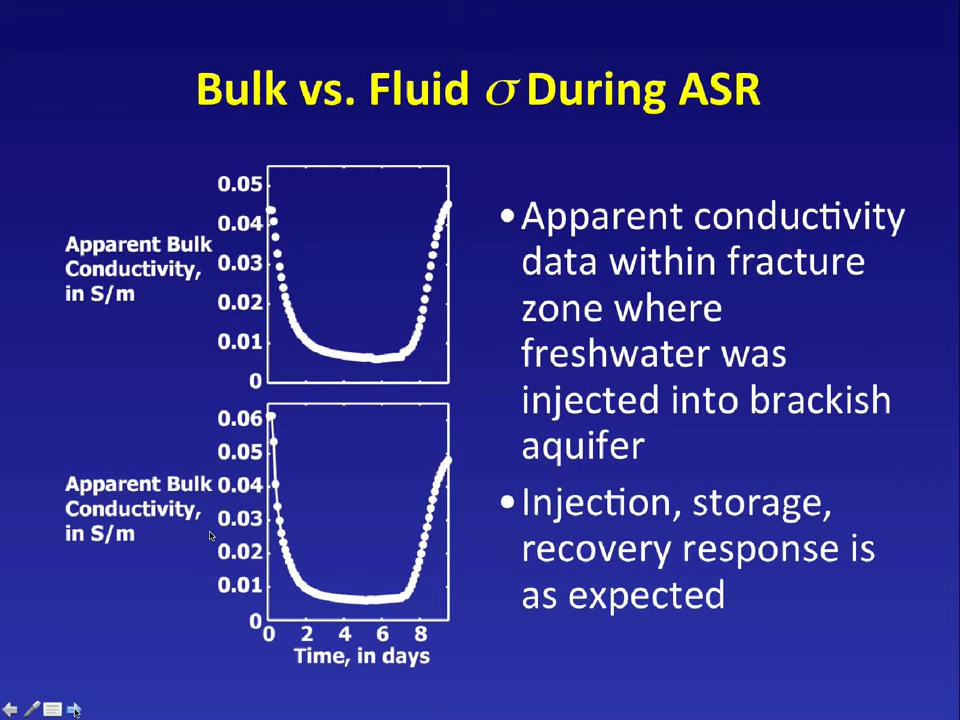 Bulk vs. Fluid σ During ASR
0.05
0.04
0.03
0.02
0.01
0
Apparent Bulk
Conductivity,
in S/m
0.06
0.05
0.04
0.03
0.02
0.01
0
Apparent Bulk
Conductivity,
in S/m
0 2 4 6 8
Time, in days
•Apparent conductivity
data within fracture
zone where
freshwater was
injected into brackish
aquifer
•Injection, storage,
recovery response is
as expected